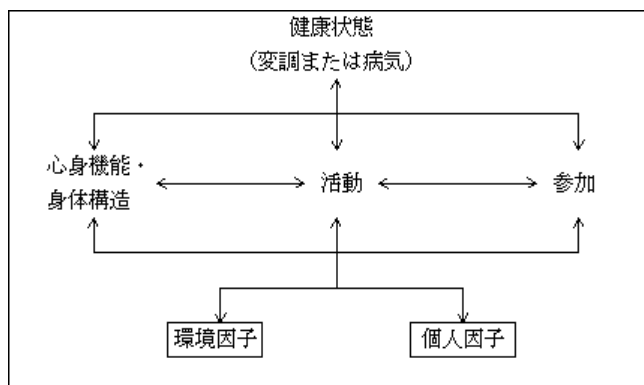 健康状態
（変調または病気）
心身機能・
身体構造
活動
参加
環境因子
個人因子